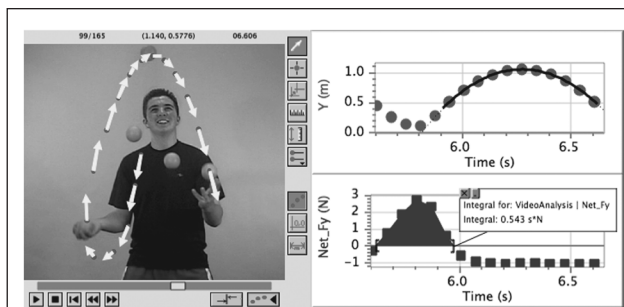 99/165 (1.140, 0.5776) 06.606
Y (m)
1.0
0.5
0.0
6.0 6.5
Time (s)
Net_Fy (N)
3
2
1
0
-1
Integral for: VideoAnalysis | Net_Fy
Integral: 0.543 s*N
6.0 6.5
Time (s)